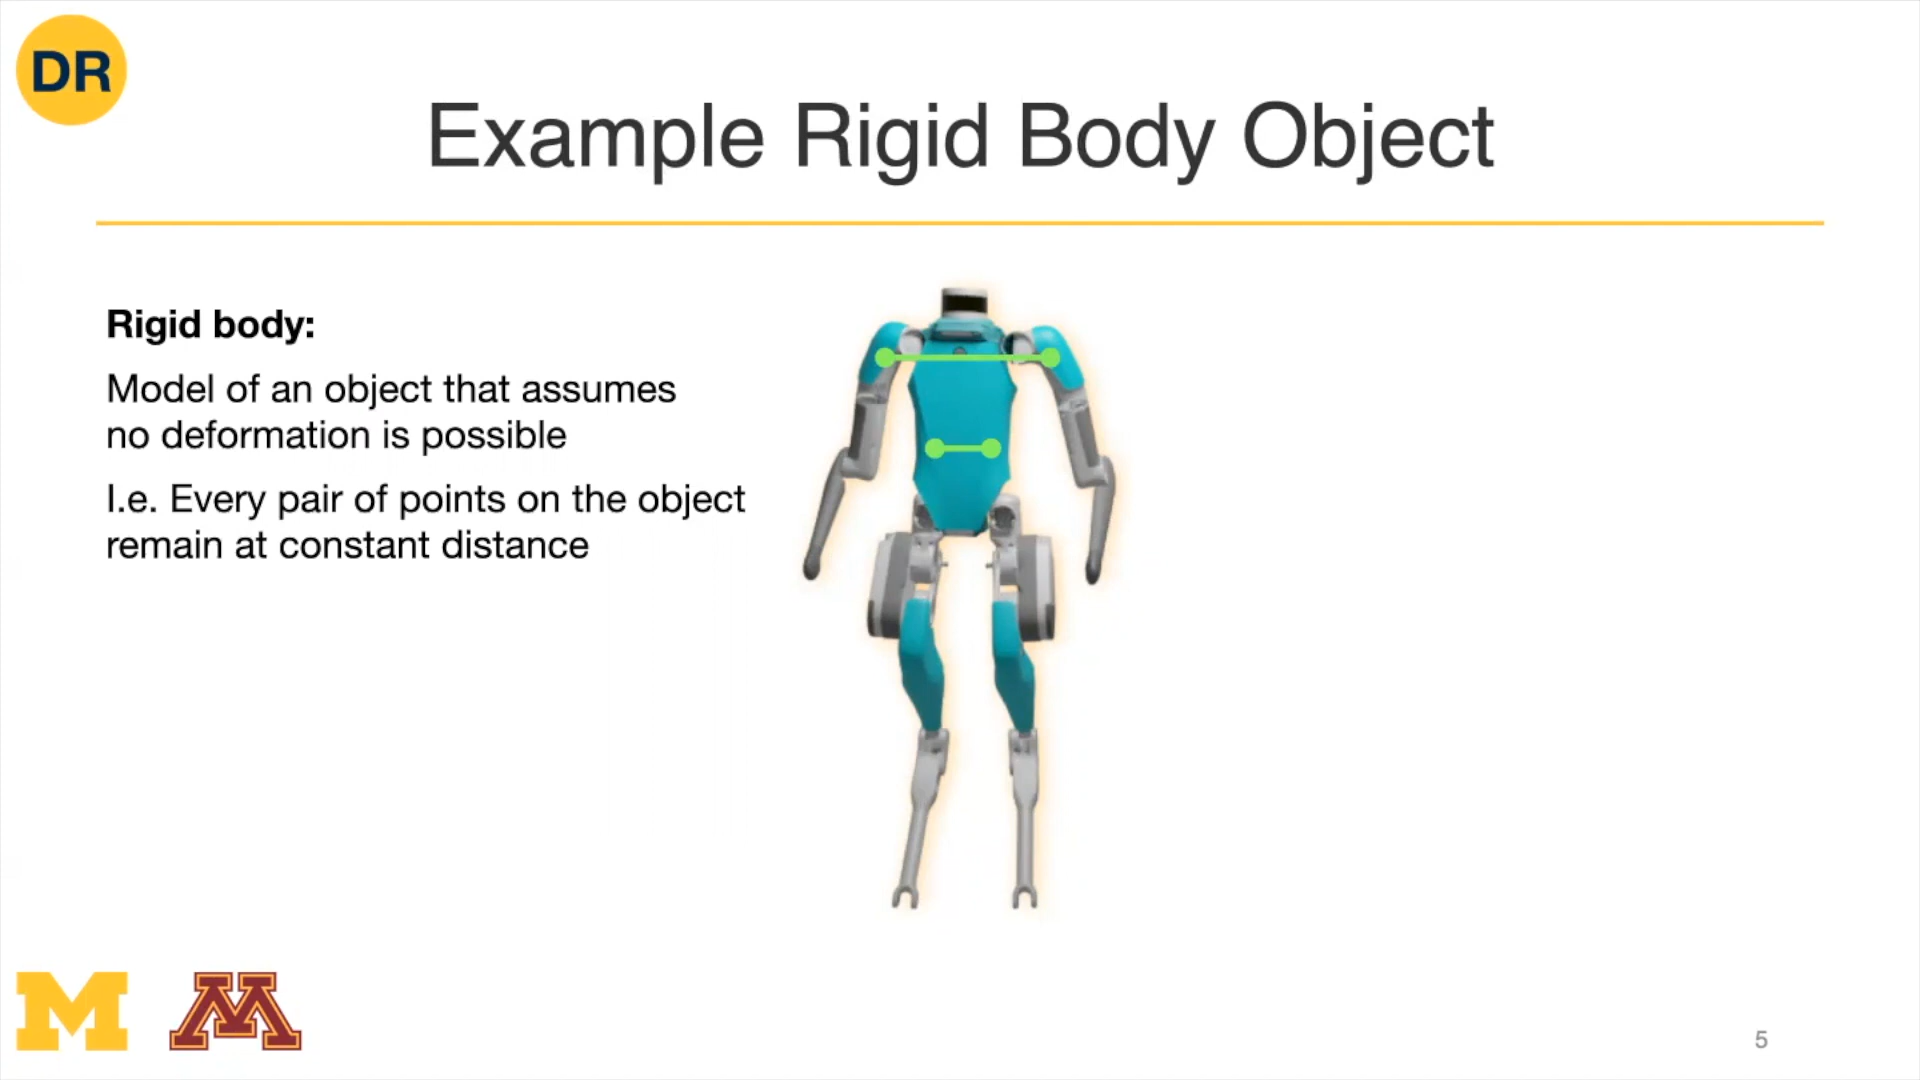 DR
Example Rigid Body Object
Rigid body:
Model of an object that assumes
no deformation is possible
I.e. Every pair of points on the object
remain at constant distance
M M
5